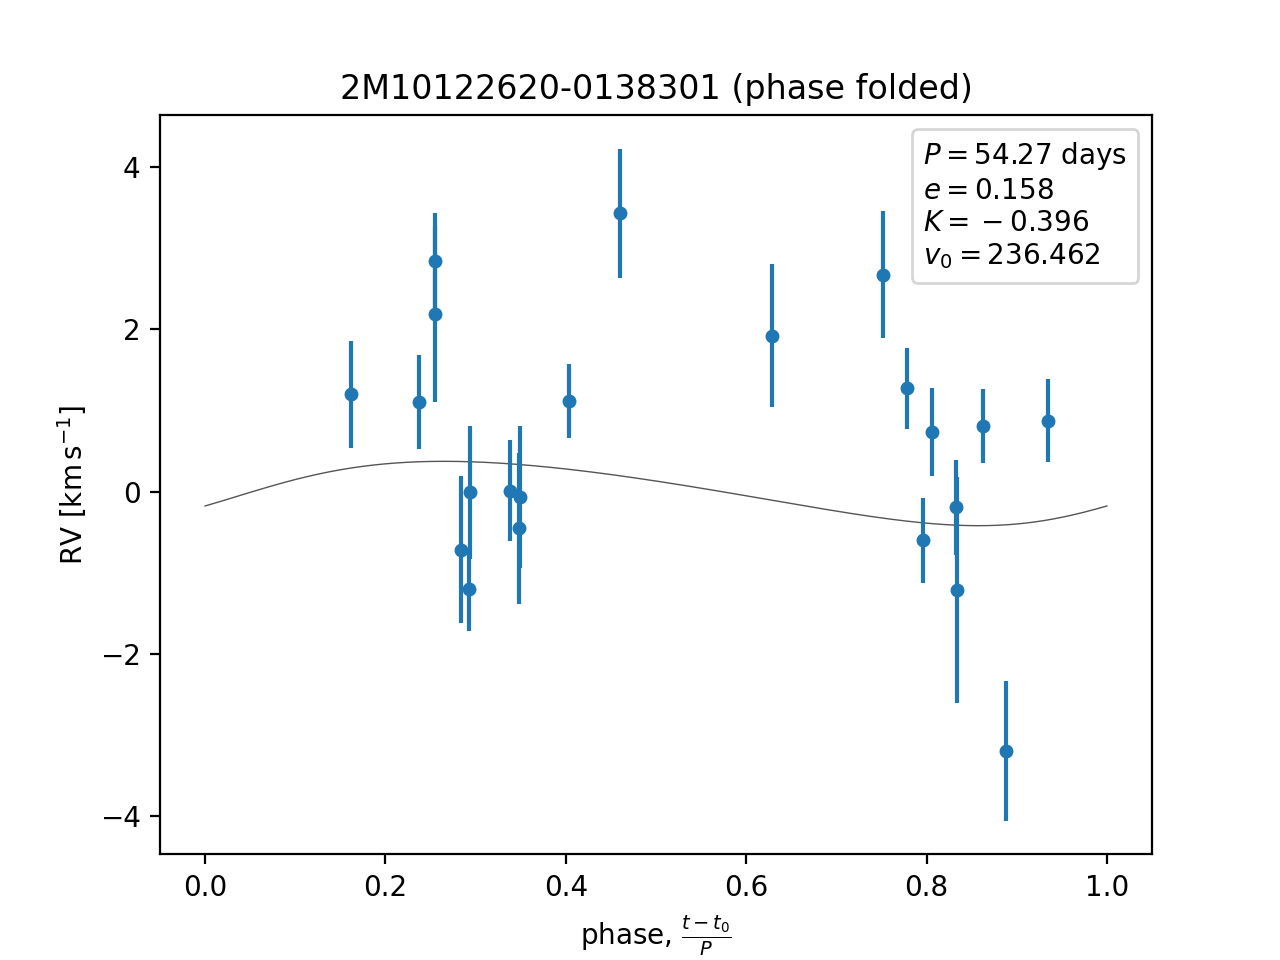 2M10122620-0138301 (phase folded)
P = 54.27 days
e = 0.158
K = −0.396
v₀ = 236.462
4
2
0
−2
−4
RV [km s⁻¹]
0.0 0.2 0.4 0.6 0.8 1.0
phase, (t − t₀)/P